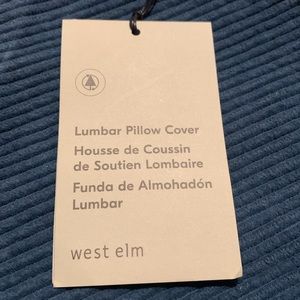 Lumbar Pillow Cover
Housse de Coussin
de Soutien Lombaire
Funda de Almohadón
Lumbar
west elm